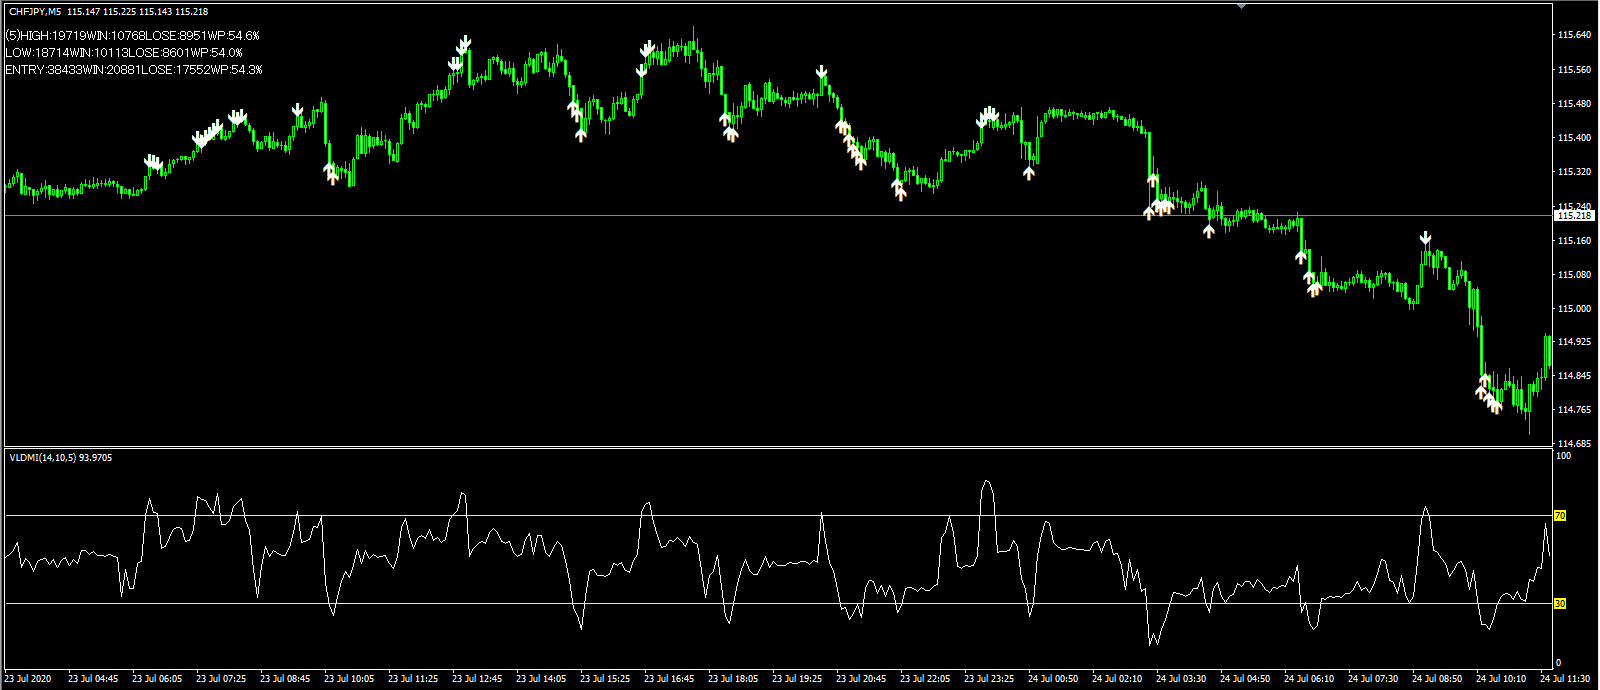 CHFJPY,M5 115.147 115.225 115.143 115.218
(5)HIGH:19719WIN:10768LOSE:8951WP:54.6%
LOW:18714WIN:10113LOSE:8601WP:54.0%
ENTRY:38433WIN:20881LOSE:17552WP:54.3%
115.640
115.560
115.480
115.400
115.320
115.240
115.218
115.160
115.080
115.000
114.925
114.845
114.765
114.685
VLDMI(14,10,5) 93.9705
100
70
30
0
23 Jul 2020
23 Jul 04:45
23 Jul 06:05
23 Jul 07:25
23 Jul 08:45
23 Jul 10:05
23 Jul 11:25
23 Jul 12:45
23 Jul 14:05
23 Jul 15:25
23 Jul 16:45
23 Jul 18:05
23 Jul 19:25
23 Jul 20:45
23 Jul 22:05
23 Jul 23:25
24 Jul 00:50
24 Jul 02:10
24 Jul 03:30
24 Jul 04:50
24 Jul 06:10
24 Jul 07:30
24 Jul 08:50
24 Jul 10:10
24 Jul 11:30